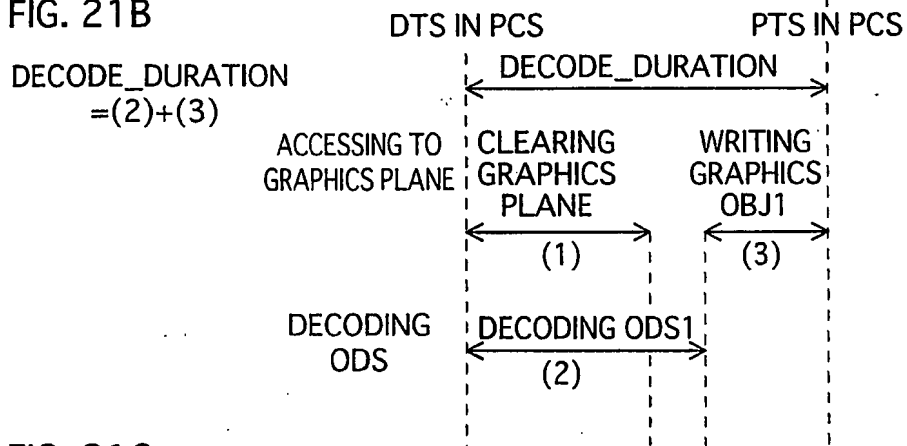 FIG. 21B
DTS IN PCS
PTS IN PCS
DECODE_DURATION
=(2)+(3)
DECODE_DURATION
ACCESSING TO
GRAPHICS PLANE
CLEARING
GRAPHICS
PLANE
(1)
WRITING
GRAPHICS
OBJ1
(3)
DECODING
ODS
DECODING ODS1
(2)